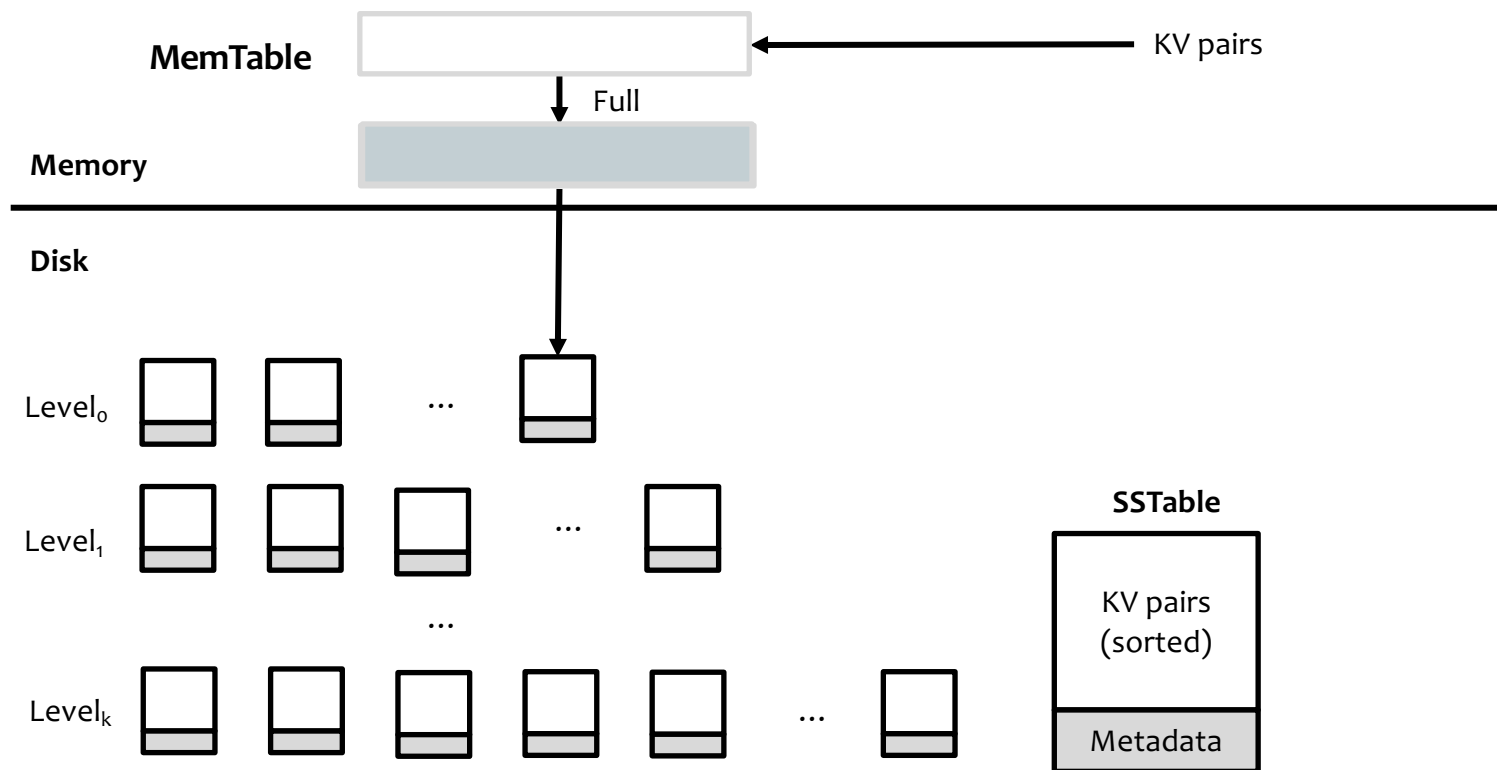 MemTable
KV pairs
Full
Memory
Disk
Level₀
...
Level₁
...
SSTable
...
KV pairs
(sorted)
Levelₖ
...
Metadata